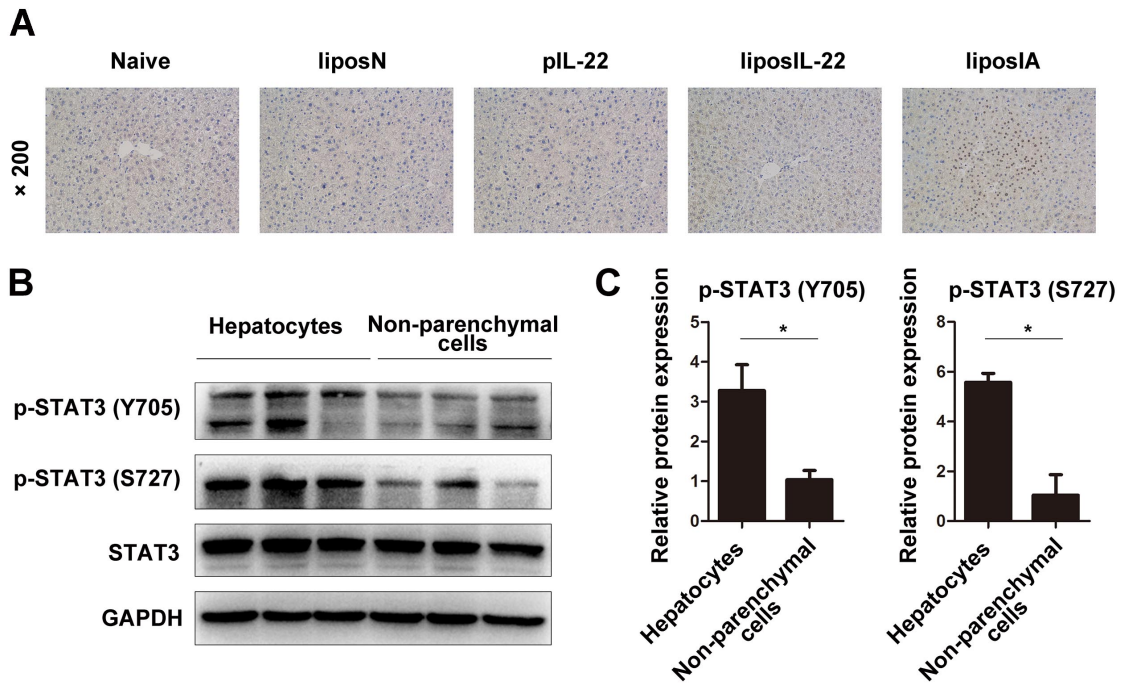 A
Naive
liposN
pIL-22
liposIL-22
liposIA
× 200
B
Hepatocytes
Non-parenchymal
cells
p-STAT3 (Y705)
p-STAT3 (S727)
STAT3
GAPDH
C
p-STAT3 (Y705)
Relative protein expression
5
4
3
2
1
0
*
Hepatocytes
Non-parenchymal
cells
p-STAT3 (S727)
Relative protein expression
8
6
4
2
0
*
Hepatocytes
Non-parenchymal
cells